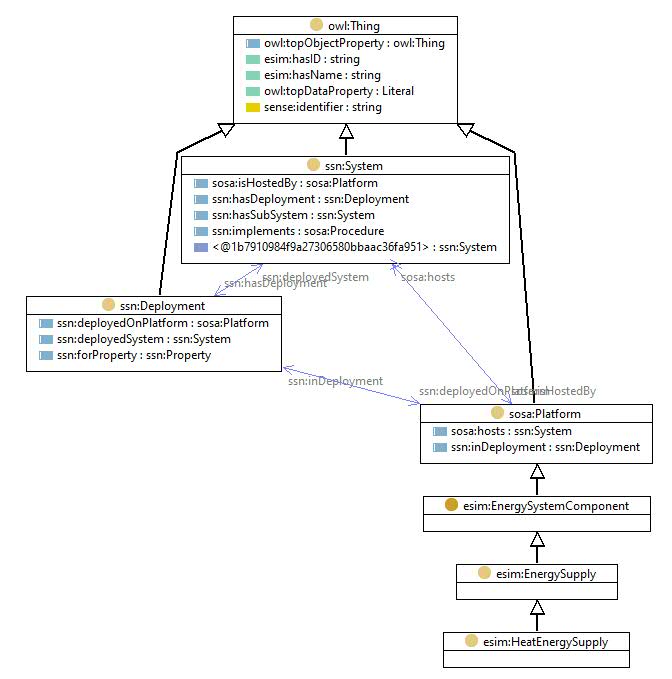 owl:Thing
owl:topObjectProperty : owl:Thing
esim:hasID : string
esim:hasName : string
owl:topDataProperty : Literal
sense:identifier : string
ssn:System
sosa:isHostedBy : sosa:Platform
ssn:hasDeployment : ssn:Deployment
ssn:hasSubSystem : ssn:System
ssn:implements : sosa:Procedure
<@1b7910984f9a27306580bbaac36fa951> : ssn:System
ssn:deployedSystem
sosa:hosts
ssn:hasDeployment
ssn:Deployment
ssn:deployedOnPlatform : sosa:Platform
ssn:deployedSystem : ssn:System
ssn:forProperty : ssn:Property
ssn:inDeployment
ssn:deployedOnPlatform
sosa:isHostedBy
sosa:Platform
sosa:hosts : ssn:System
ssn:inDeployment : ssn:Deployment
esim:EnergySystemComponent
esim:EnergySupply
esim:HeatEnergySupply